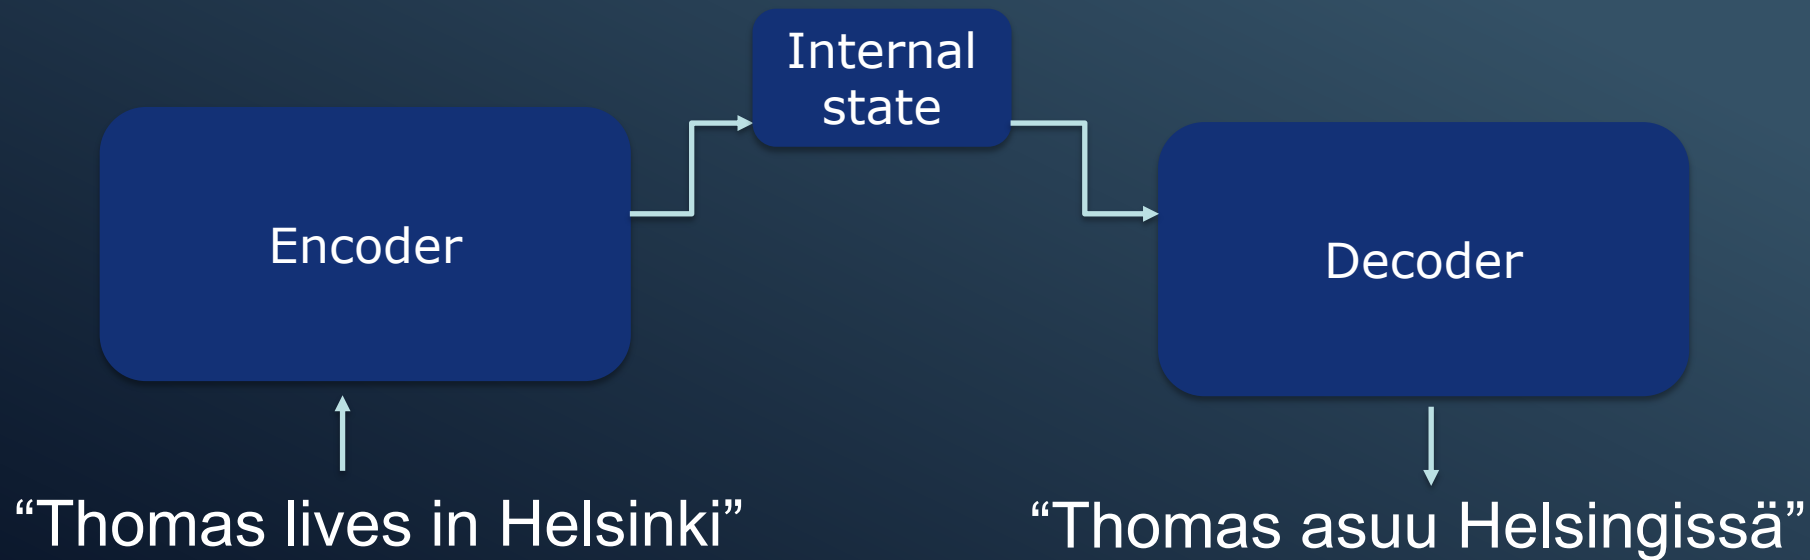 Internal
state
Encoder
Decoder
“Thomas lives in Helsinki”
“Thomas asuu Helsingissä”